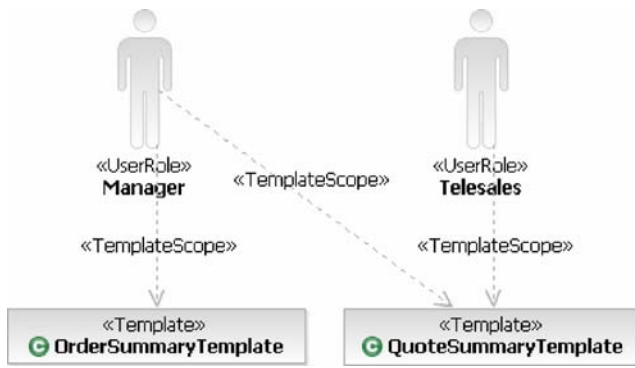 «UserRole»
Manager
«UserRole»
Telesales
«TemplateScope»
«TemplateScope»
«TemplateScope»
«Template»
OrderSummaryTemplate
«Template»
QuoteSummaryTemplate